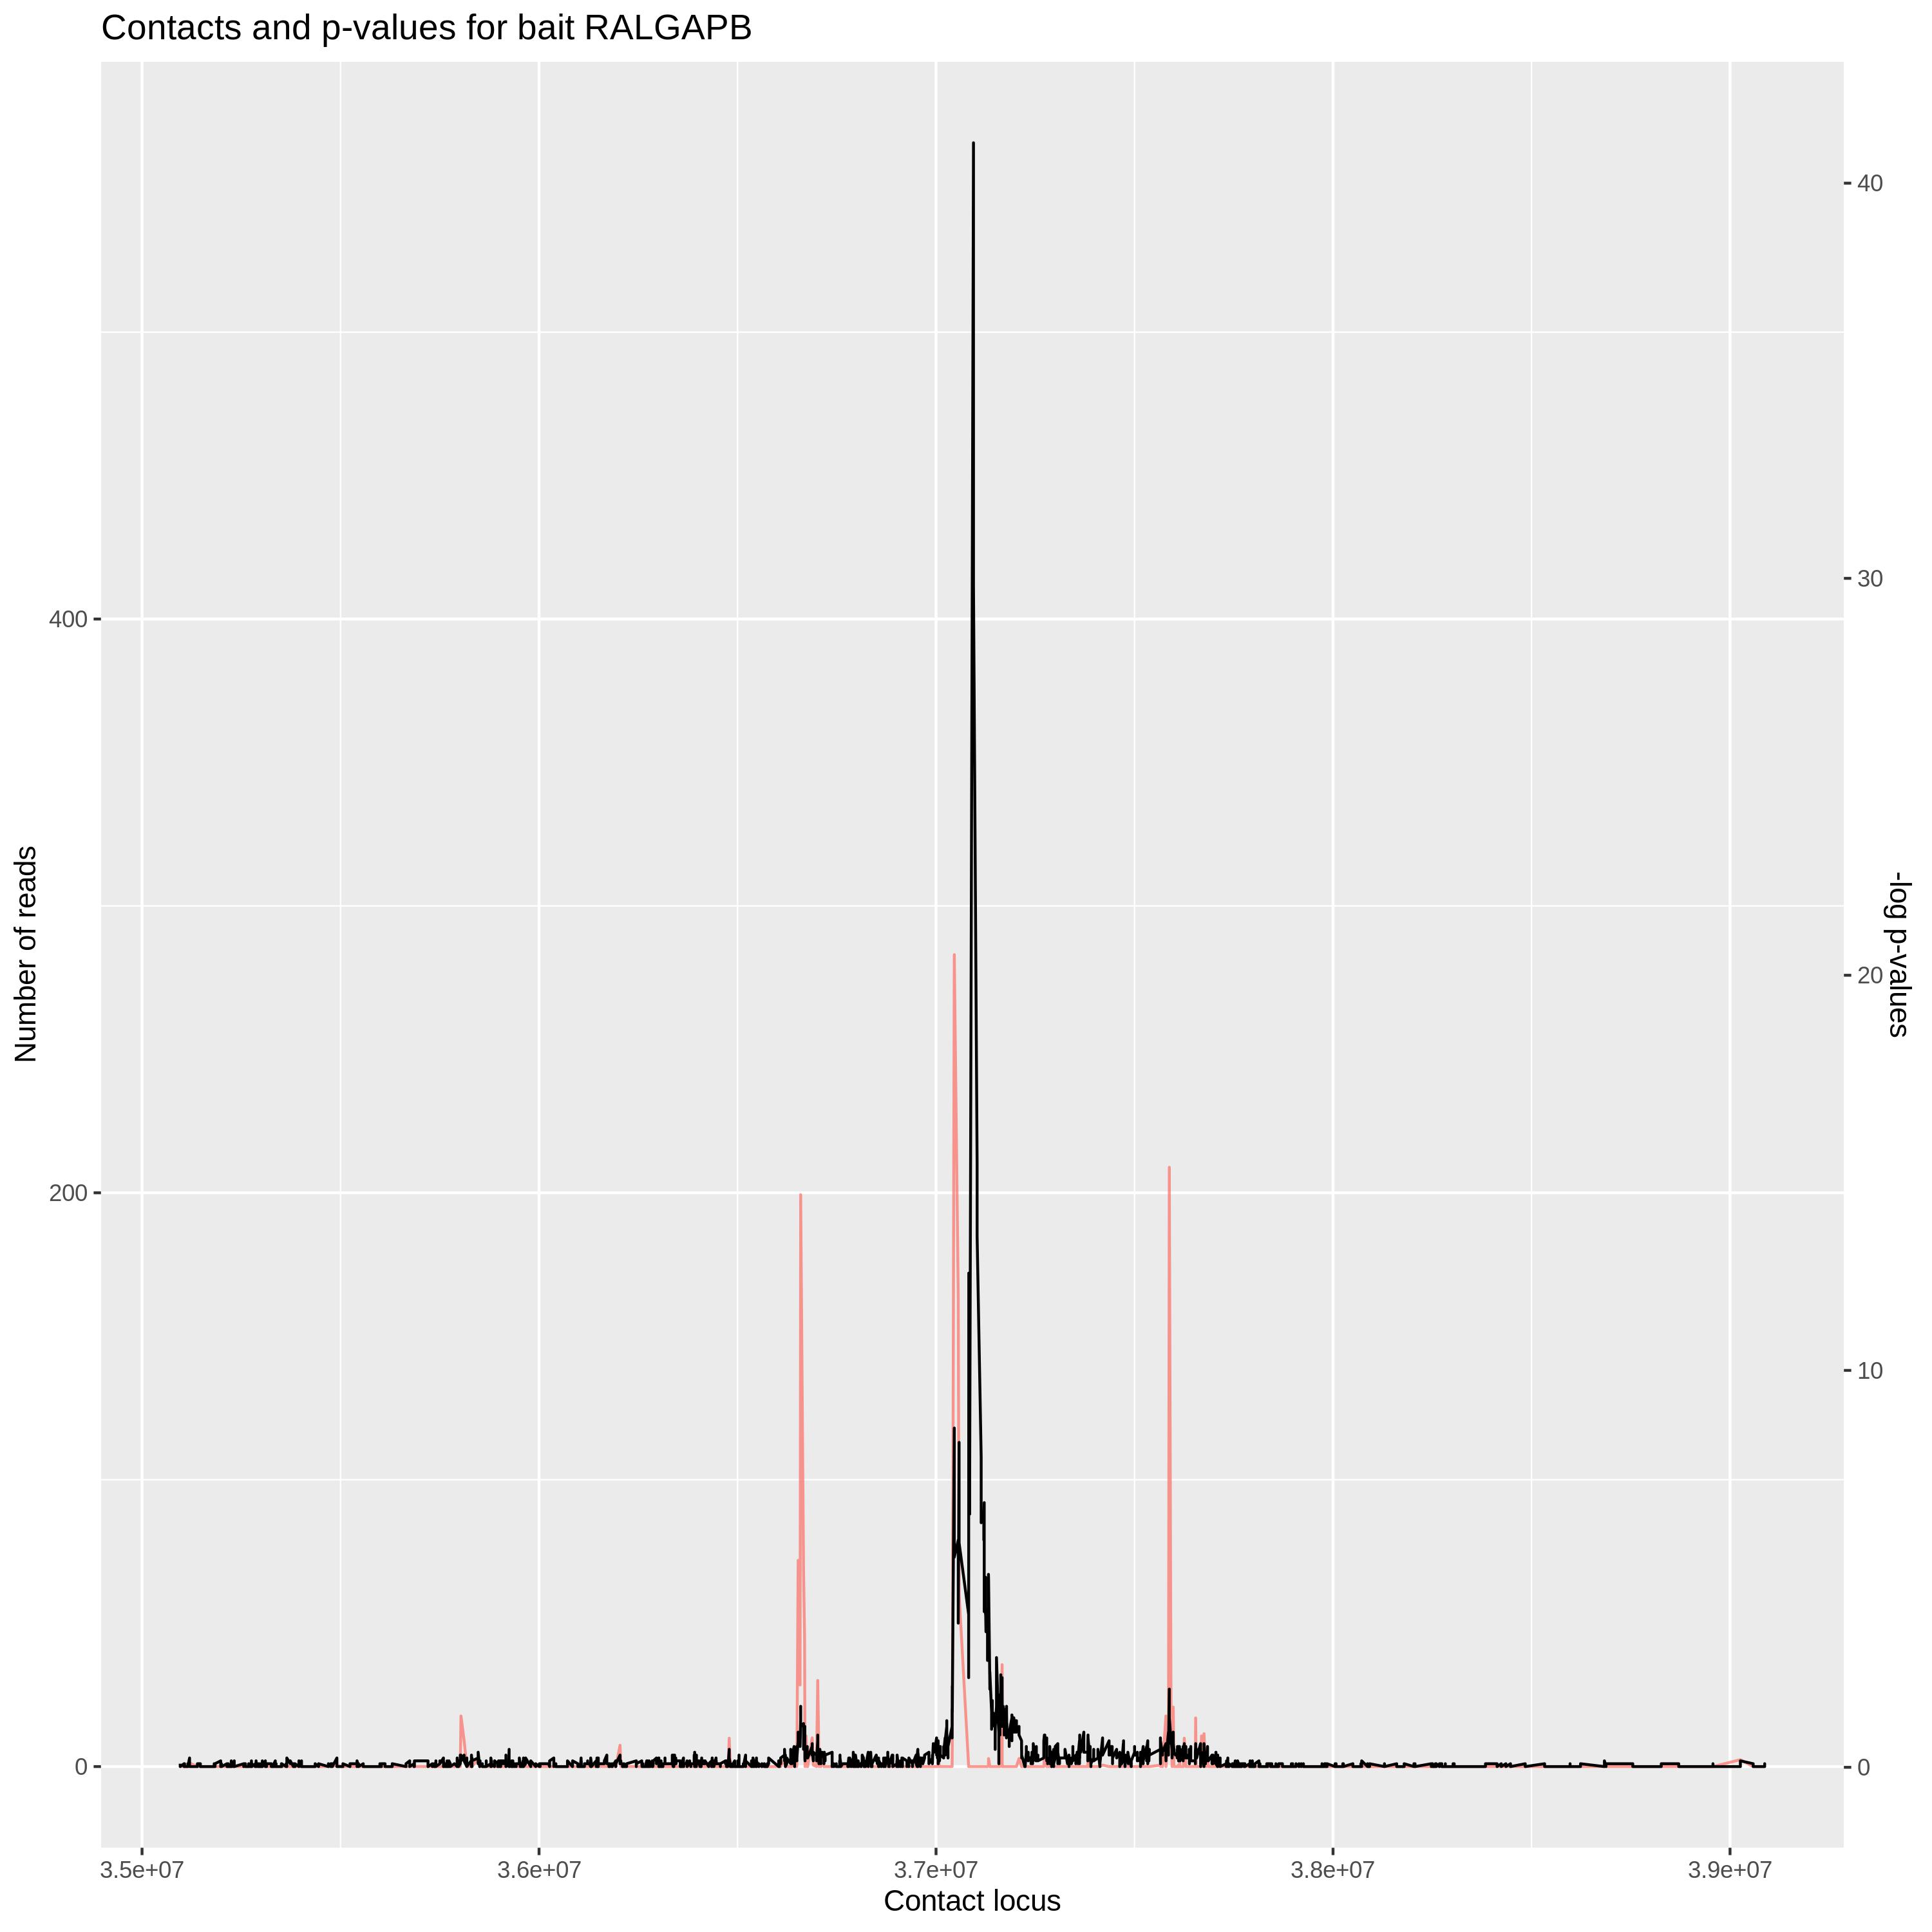 Contacts and p-values for bait RALGAPB
40
30
400
Number of reads
-log p-values
20
200
10
0
0
3.5e+07 3.6e+07 3.7e+07 3.8e+07 3.9e+07
Contact locus